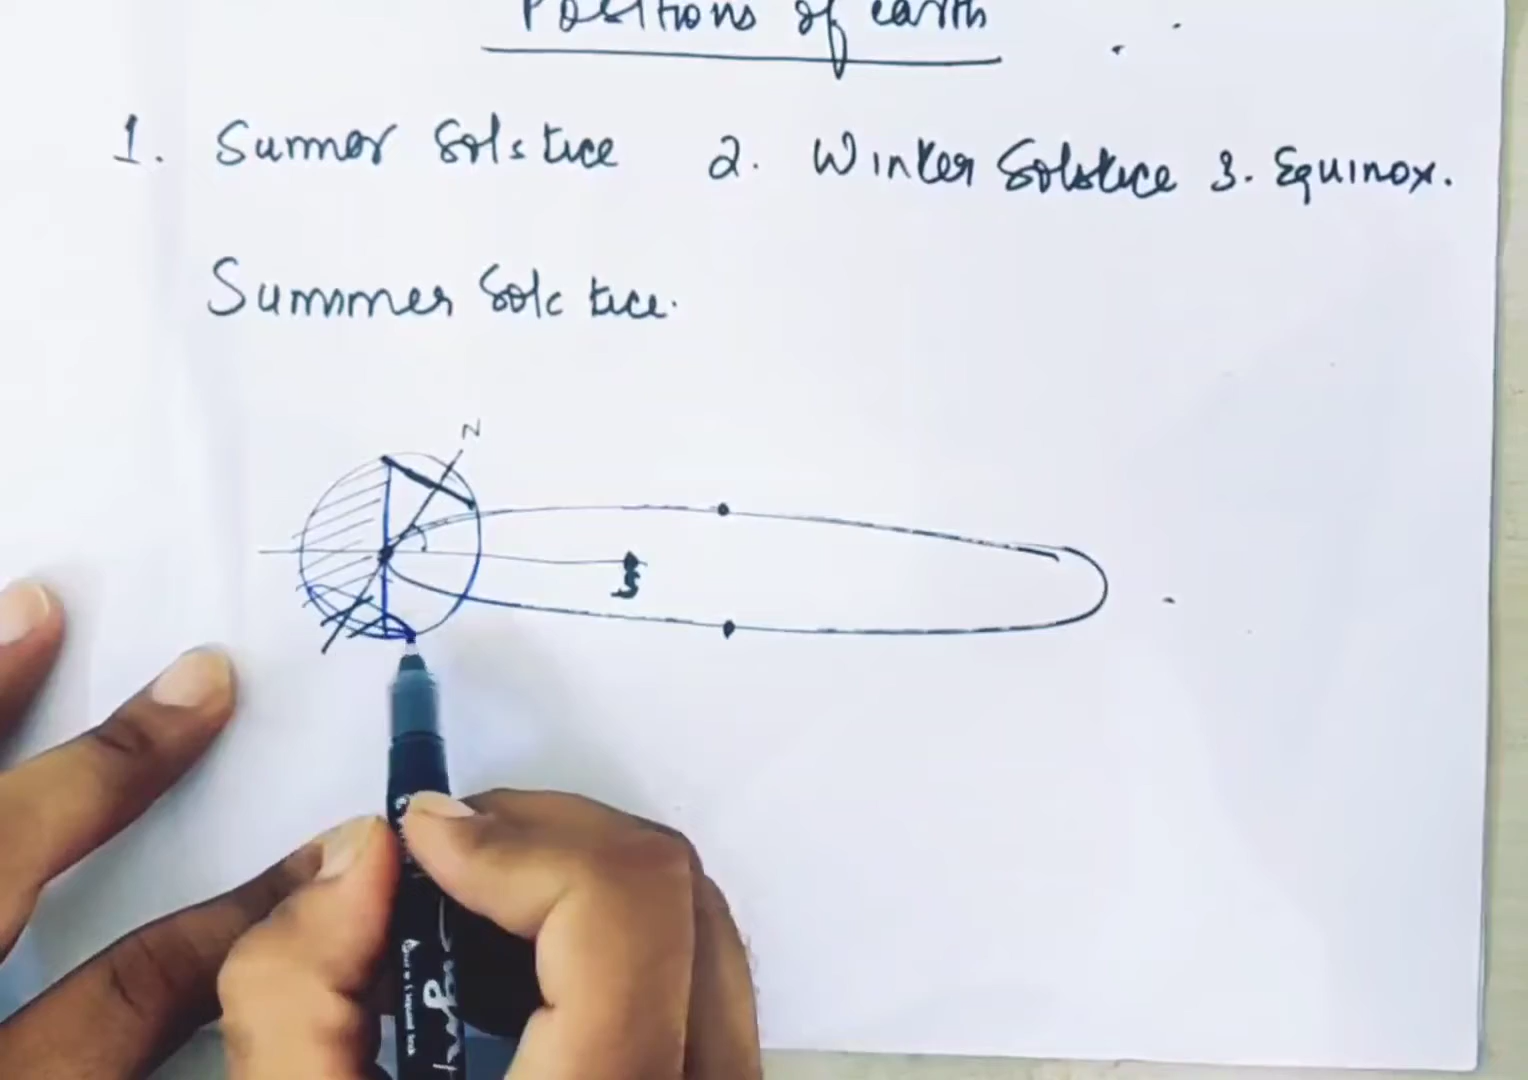 Positions of earth
1. Summer Solstice 2. Winter Solstice 3. Equinox.
Summer Solstice.
N
S